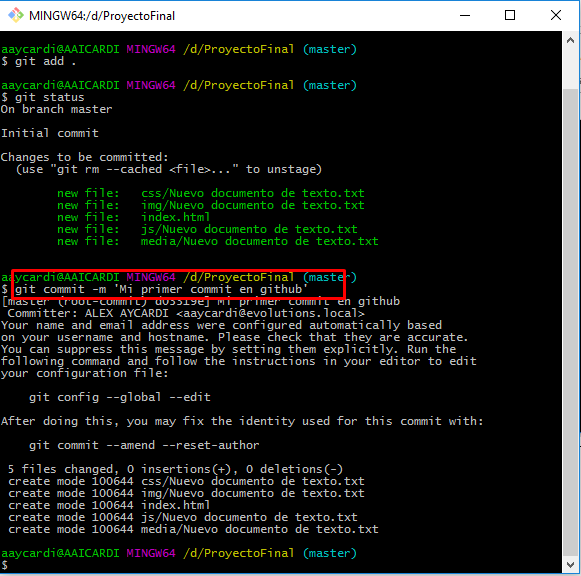 MINGW64:/d/ProyectoFinal
aaycardi@AAICARDI MINGW64 /d/ProyectoFinal (master)
$ git add .
aaycardi@AAICARDI MINGW64 /d/ProyectoFinal (master)
$ git status
On branch master
Initial commit
Changes to be committed:
(use "git rm --cached <file>..." to unstage)
new file: css/Nuevo documento de texto.txt
new file: img/Nuevo documento de texto.txt
new file: index.html
new file: js/Nuevo documento de texto.txt
new file: media/Nuevo documento de texto.txt
aaycardi@AAICARDI MINGW64 /d/ProyectoFinal (master)
$ git commit -m 'Mi primer commit en github'
[master (root-commit) Mi primer commit en github
Committer: ALEX AYCARDI <aaycardi@evolutions.local>
Your name and email address were configured automatically based
on your username and hostname. Please check that they are accurate.
You can suppress this message by setting them explicitly. Run the
following command and follow the instructions in your editor to edit
your configuration file:
git config --global --edit
After doing this, you may fix the identity used for this commit with:
git commit --amend --reset-author
5 files changed, 0 insertions(+), 0 deletions(-)
create mode 100644 css/Nuevo documento de texto.txt
create mode 100644 img/Nuevo documento de texto.txt
create mode 100644 index.html
create mode 100644 js/Nuevo documento de texto.txt
create mode 100644 media/Nuevo documento de texto.txt
aaycardi@AAICARDI MINGW64 /d/ProyectoFinal (master)
$